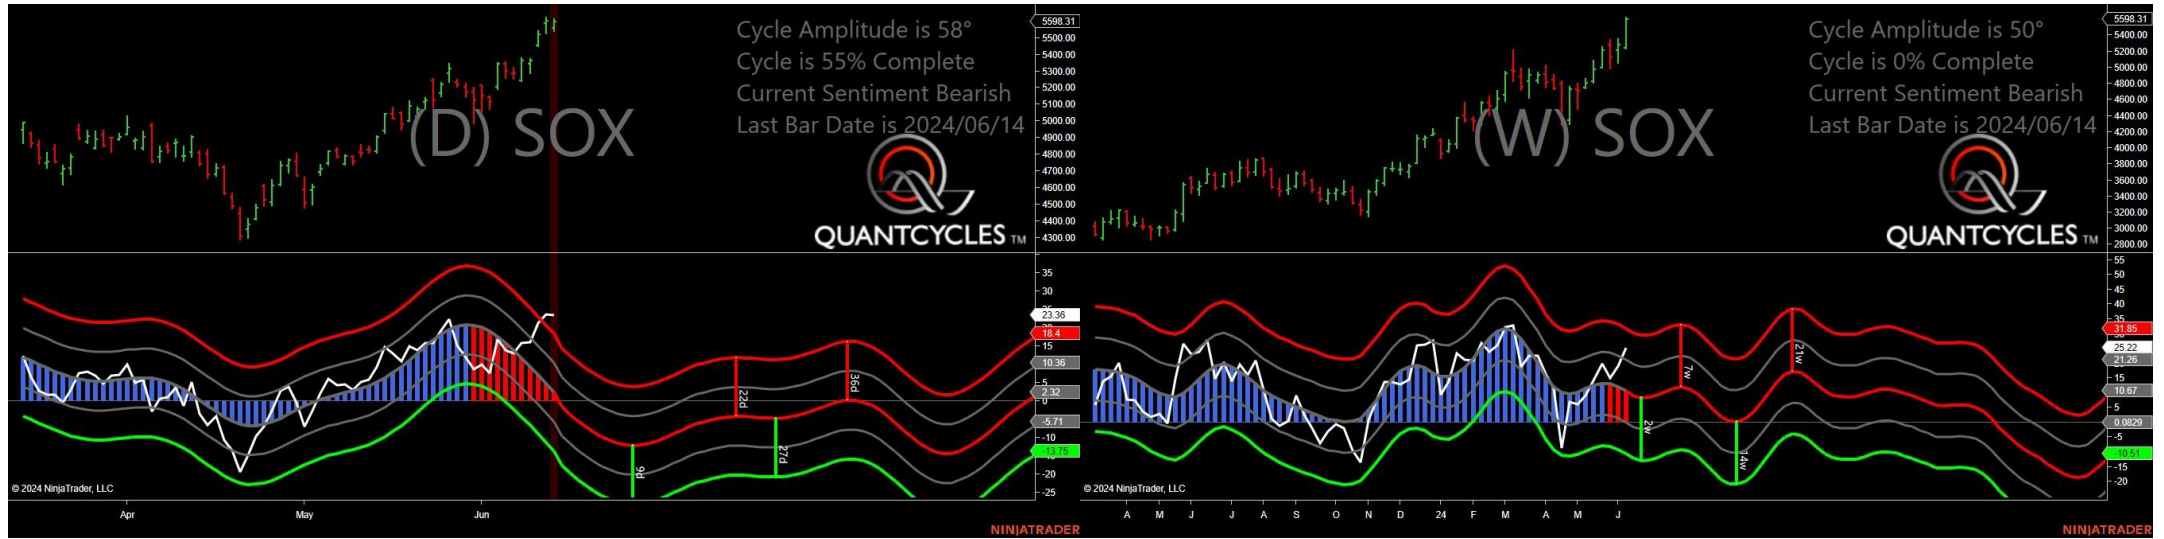 Cycle Amplitude is 58°
Cycle is 55% Complete
Current Sentiment Bearish
Last Bar Date is 2024/06/14
(D) SOX
QUANTCYCLES TM
5598.31
5500.00
5400.00
5300.00
5200.00
5100.00
5000.00
4900.00
4800.00
4700.00
4600.00
4500.00
4400.00
4300.00
35
30
23.36
18.4
15
10.36
5
2.32
0
-5.71
-10
-13.75
-20
-25
9d
22d
27d
36d
© 2024 NinjaTrader, LLC
Apr May Jun
NINJATRADER
Cycle Amplitude is 50°
Cycle is 0% Complete
Current Sentiment Bearish
Last Bar Date is 2024/06/14
(W) SOX
QUANTCYCLES TM
5598.31
5400.00
5200.00
5000.00
4800.00
4600.00
4400.00
4200.00
4000.00
3800.00
3600.00
3400.00
3200.00
3000.00
2800.00
55
50
45
40
31.85
25.22
21.26
15
10.67
5
0.0829
-5
-10.51
-15
-20
2w
7w
14w
21w
© 2024 NinjaTrader, LLC
A M J J A S O N D 24 F M A M J
NINJATRADER